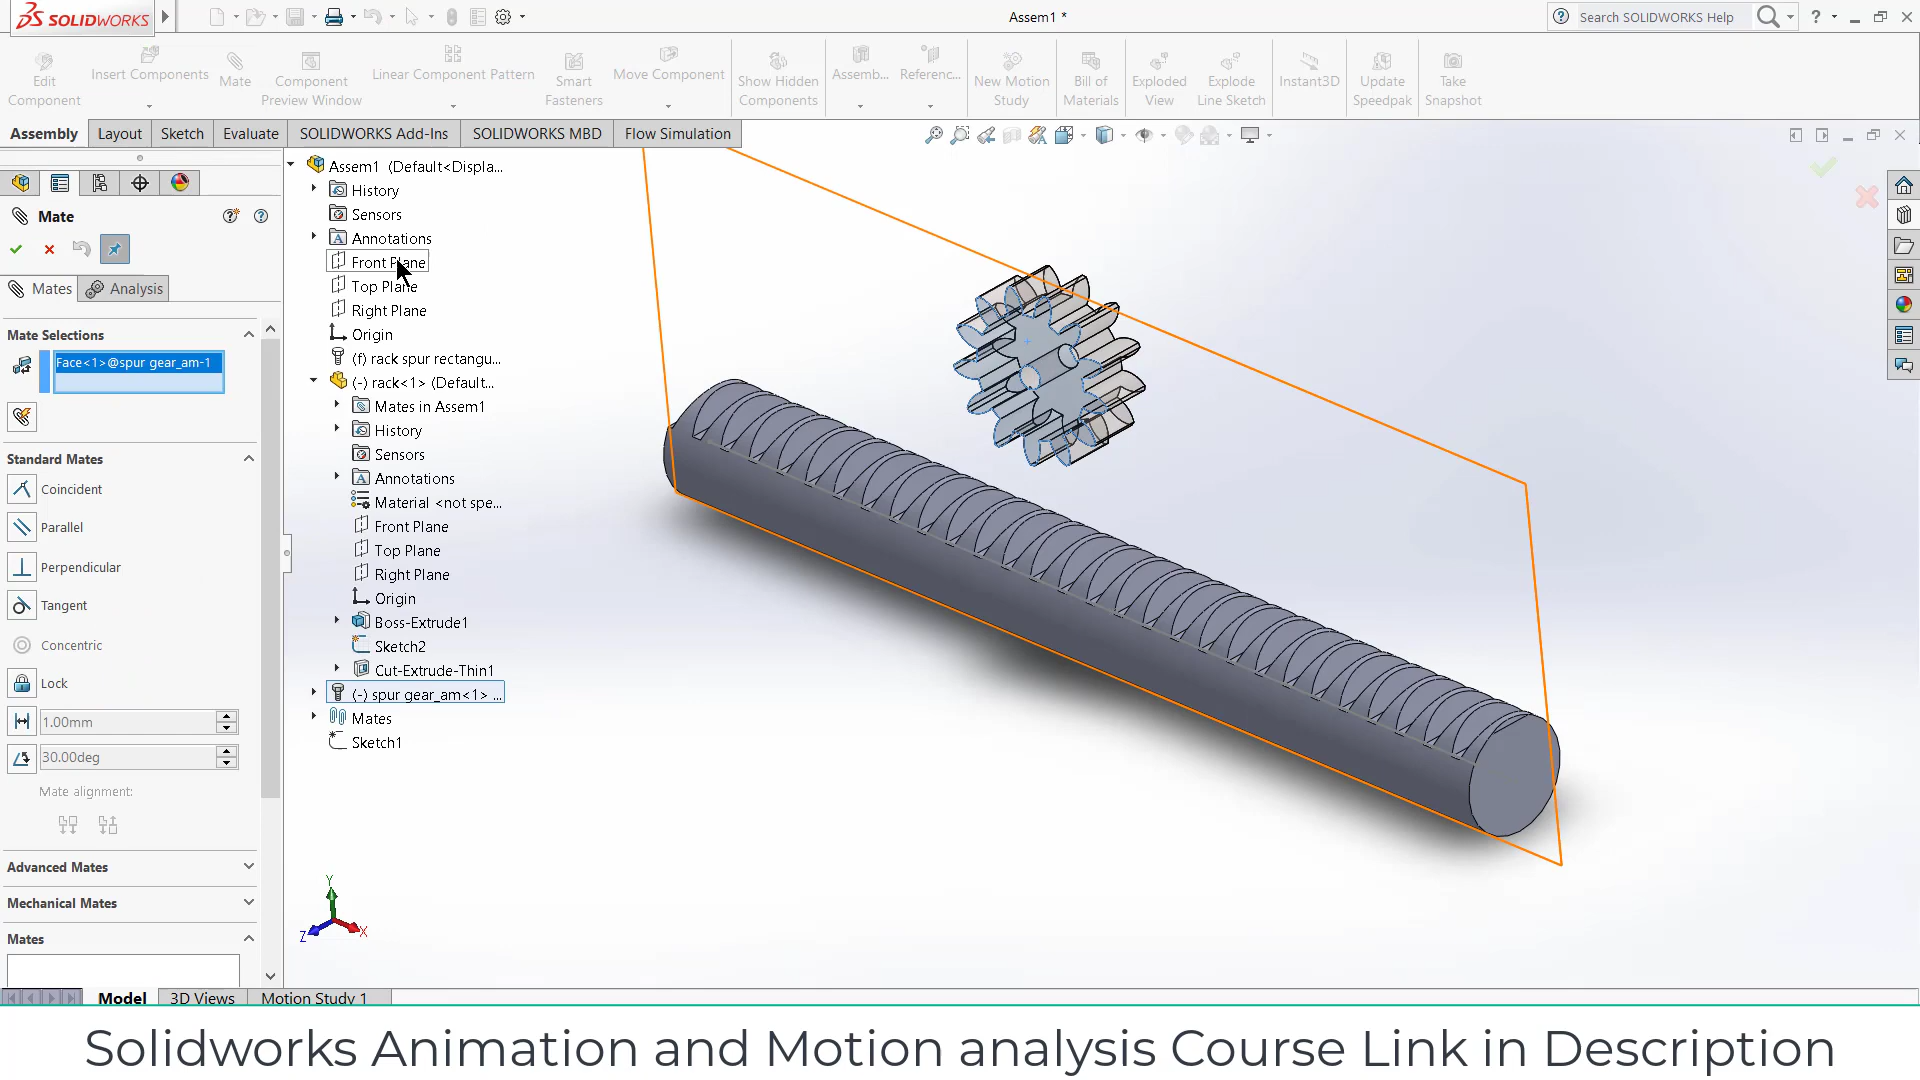 SOLIDWORKS
Assem1 *
Search SOLIDWORKS Help
Edit Component
Insert Components
Mate
Component Preview Window
Linear Component Pattern
Smart Fasteners
Move Component
Show Hidden Components
Assemb...
Referenc...
New Motion Study
Bill of Materials
Exploded View
Explode Line Sketch
Instant3D
Update Speedpak
Take Snapshot
Assembly
Layout
Sketch
Evaluate
SOLIDWORKS Add-Ins
SOLIDWORKS MBD
Flow Simulation
Mate
Mates
Analysis
Mate Selections
Face<1>@spur gear_am-1
Standard Mates
Coincident
Parallel
Perpendicular
Tangent
Concentric
Lock
1.00mm
30.00deg
Mate alignment:
Advanced Mates
Mechanical Mates
Mates
Assem1 (Default<Displa...
History
Sensors
Annotations
Front Plane
Top Plane
Right Plane
Origin
(f) rack spur rectangu...
(-) rack<1> (Default...
Mates in Assem1
History
Sensors
Annotations
Material <not spe...
Front Plane
Top Plane
Right Plane
Origin
Boss-Extrude1
Sketch2
Cut-Extrude-Thin1
(-) spur gear_am<1> ...
Mates
Sketch1
Y
Z
X
Model
3D Views
Motion Study 1
Solidworks Animation and Motion analysis Course Link in Description